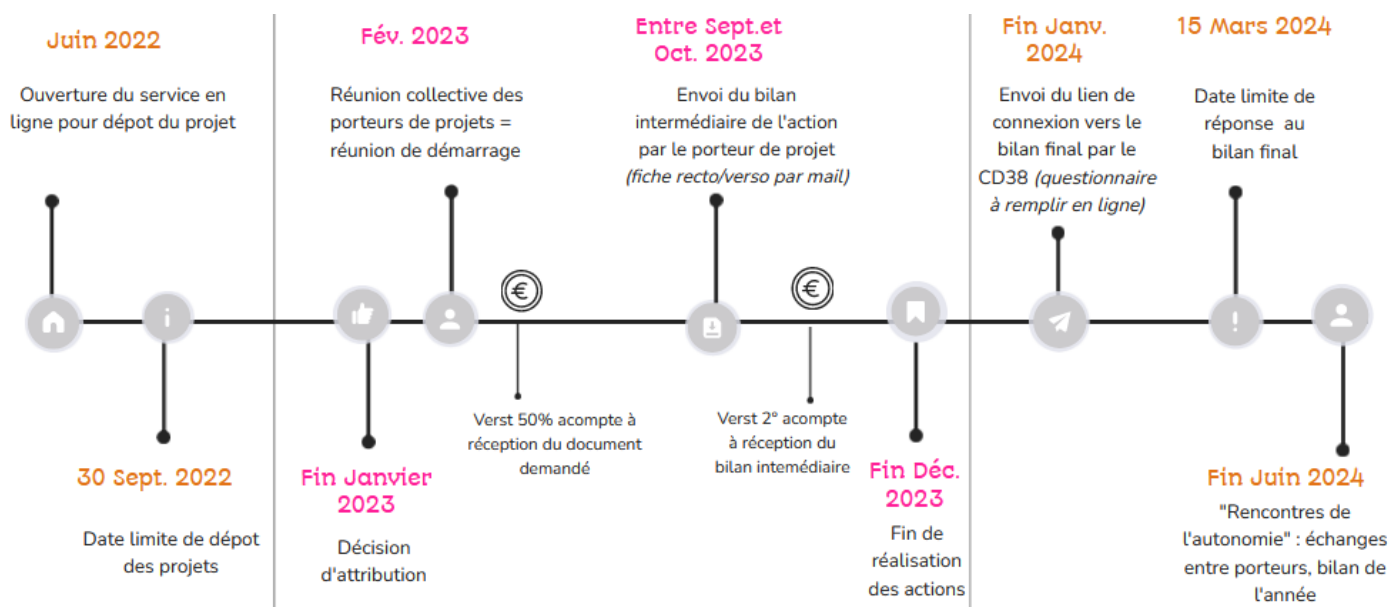 Juin 2022
Ouverture du service en
ligne pour dépot du projet
30 Sept. 2022
Date limite de dépot
des projets
Fin Janvier
2023
Décision
d'attribution
Fév. 2023
Réunion collective des
porteurs de projets =
réunion de démarrage
€
Verst 50% acompte à
réception du document
demandé
Entre Sept.et
Oct. 2023
Envoi du bilan
intermédiaire de l'action
par le porteur de projet
(fiche recto/verso par mail)
€
Verst 2° acompte
à réception du
bilan intemédiaire
Fin Déc.
2023
Fin de
réalisation
des actions
Fin Janv.
2024
Envoi du lien de
connexion vers le
bilan final par le
CD38 (questionnaire
à remplir en ligne)
15 Mars 2024
Date limite de
réponse au
bilan final
Fin Juin 2024
"Rencontres de
l'autonomie" : échanges
entre porteurs, bilan de
l'année